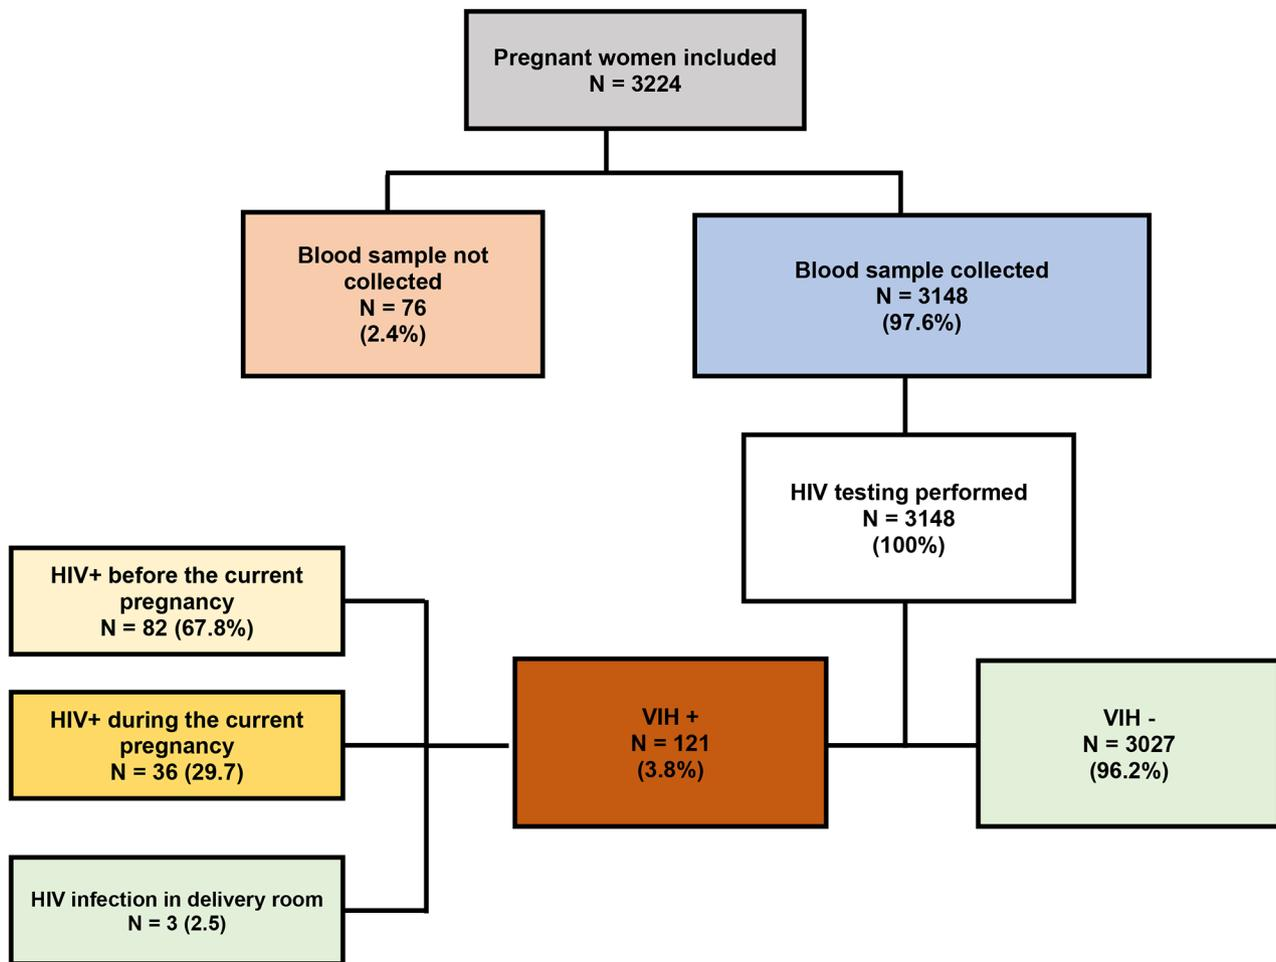 Pregnant women included
N = 3224
Blood sample not
collected
N = 76
(2.4%)
Blood sample collected
N = 3148
(97.6%)
HIV testing performed
N = 3148
(100%)
HIV+ before the current
pregnancy
N = 82 (67.8%)
HIV+ during the current
pregnancy
N = 36 (29.7)
HIV infection in delivery room
N = 3 (2.5)
VIH +
N = 121
(3.8%)
VIH -
N = 3027
(96.2%)